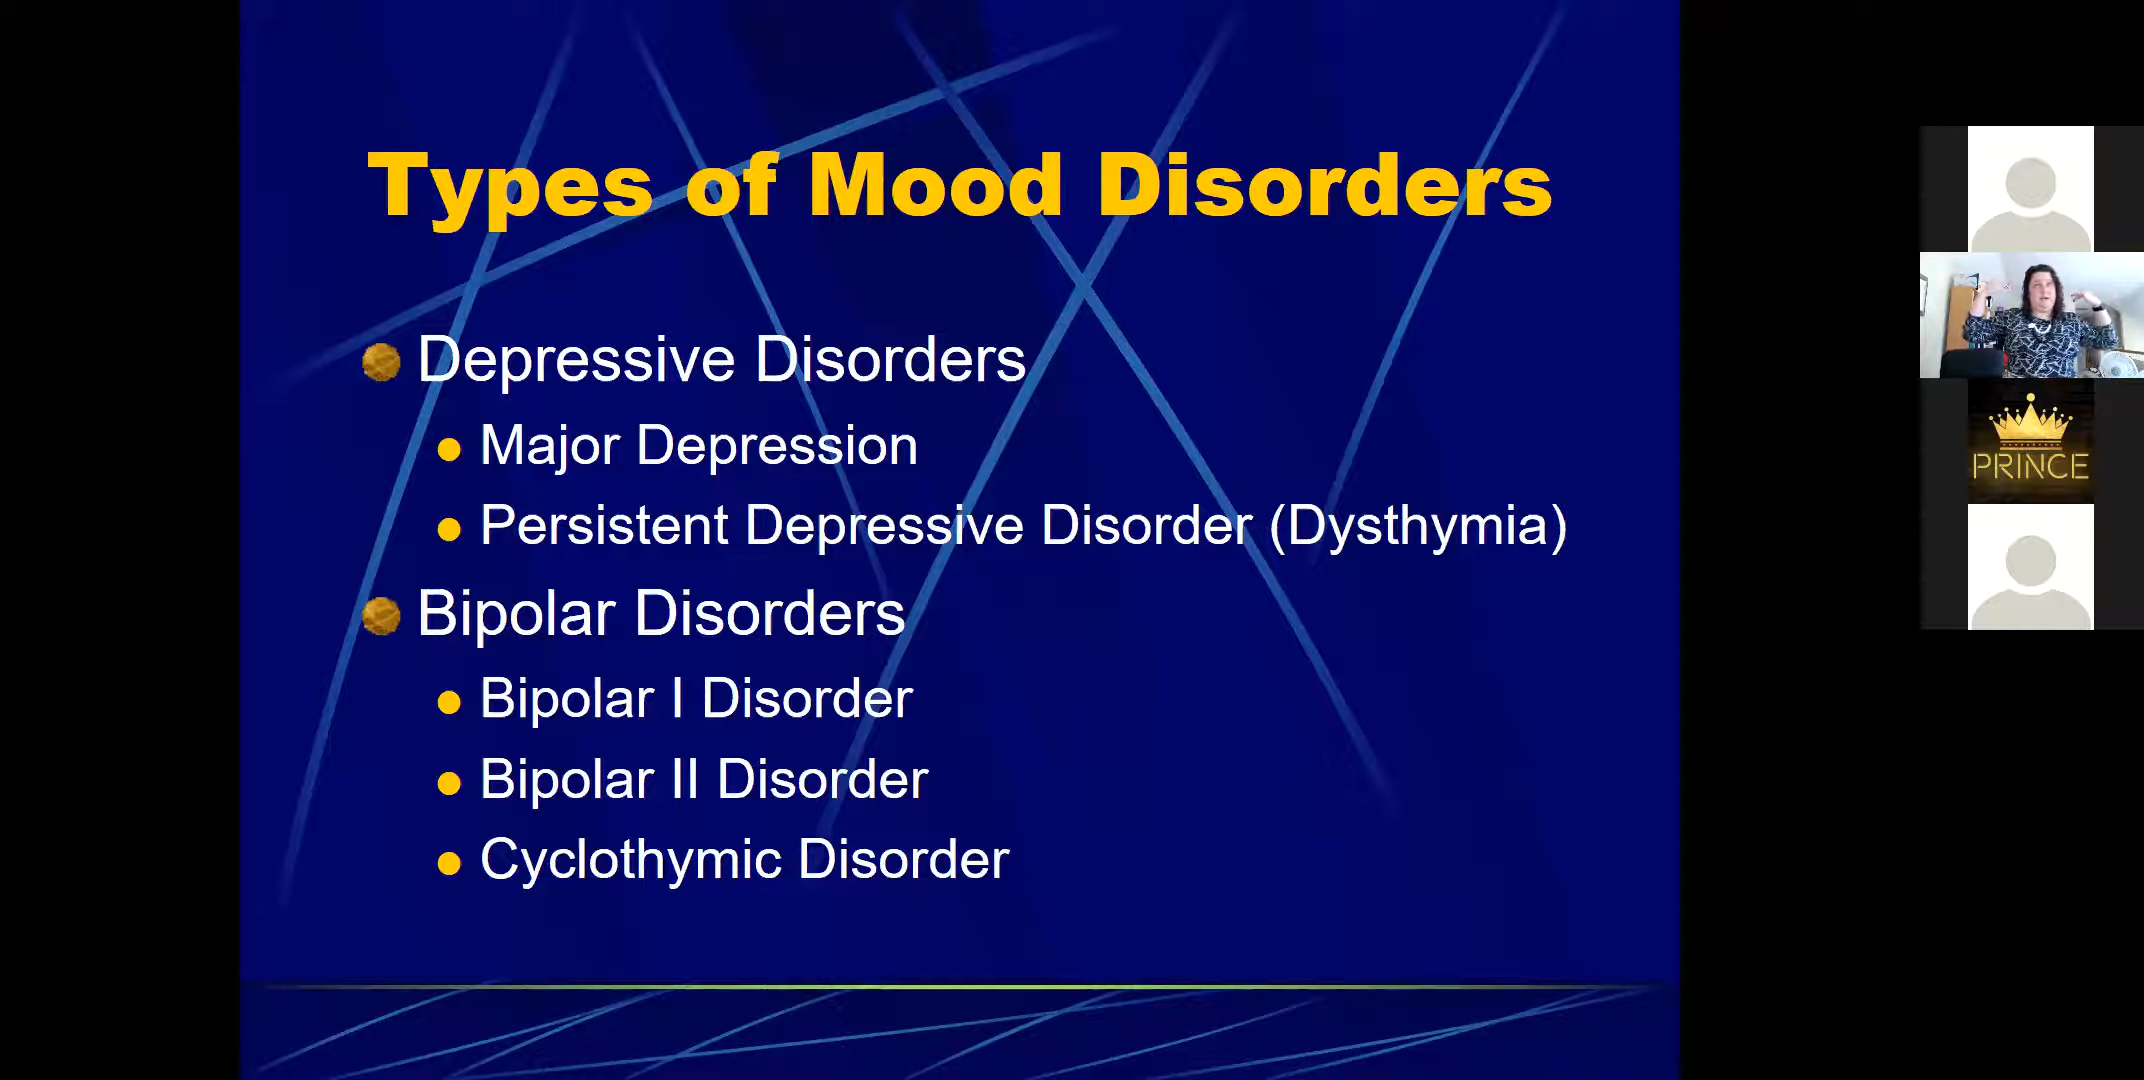 Types of Mood Disorders
Depressive Disorders
Major Depression
Persistent Depressive Disorder (Dysthymia)
Bipolar Disorders
Bipolar I Disorder
Bipolar II Disorder
Cyclothymic Disorder
PRINCE